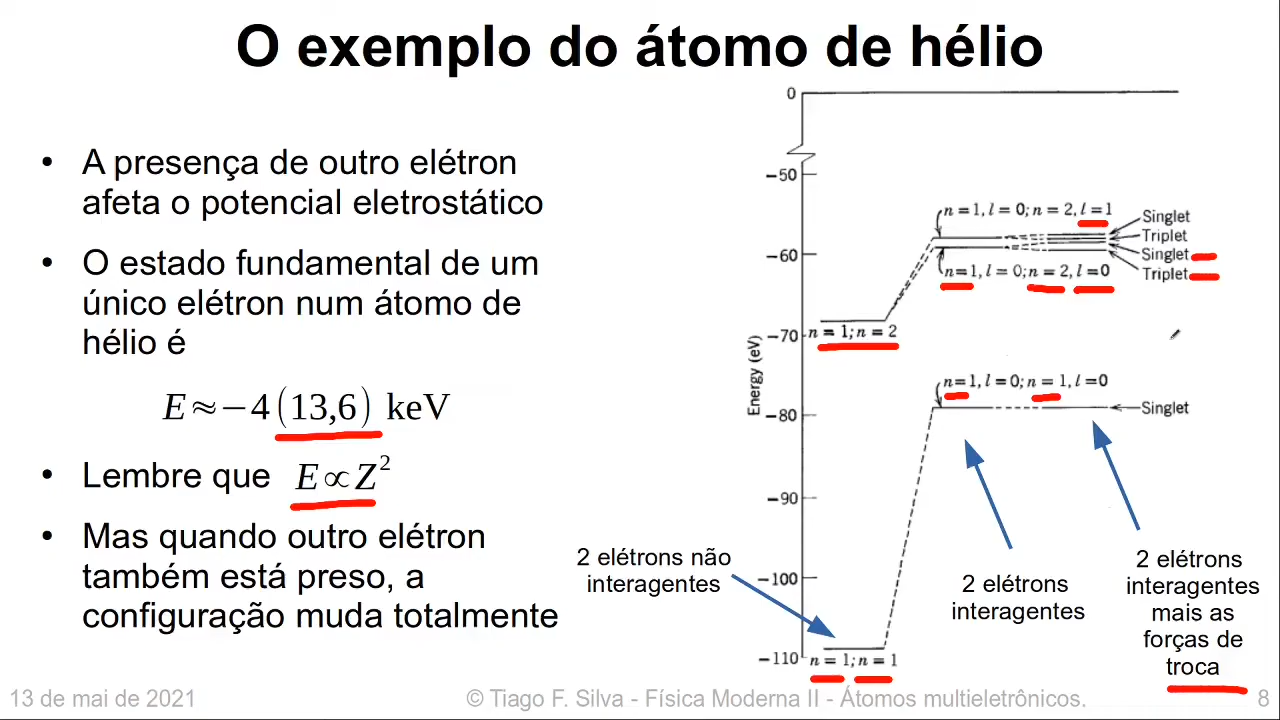 O exemplo do átomo de hélio
• A presença de outro elétron
afeta o potencial eletrostático
• O estado fundamental de um
único elétron num átomo de
hélio é
E≈−4(13,6) keV
• Lembre que E∝Z²
• Mas quando outro elétron
também está preso, a
configuração muda totalmente
0
−50
−60
−70
−80
−90
−100
−110
Energy (eV)
n = 1, l = 0; n = 2, l = 1
Singlet
Triplet
Singlet
Triplet
n = 1, l = 0; n = 2, l = 0
n = 1; n = 2
n = 1, l = 0; n = 1, l = 0
Singlet
n = 1; n = 1
2 elétrons não
interagentes
2 elétrons
interagentes
2 elétrons
interagentes
mais as
forças de
troca
13 de mai de 2021
© Tiago F. Silva - Física Moderna II - Átomos multieletrônicos.
8